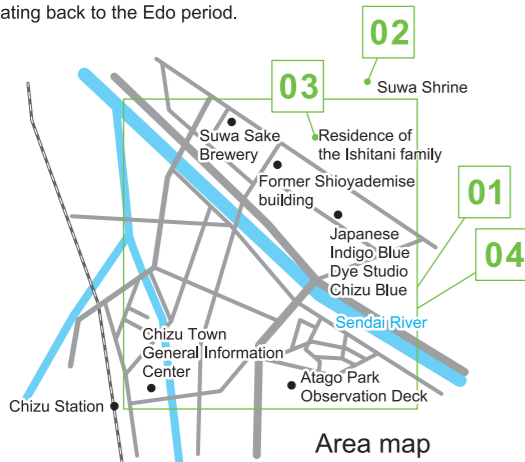 ating back to the Edo period.
02
Suwa Shrine
03
Suwa Sake
Brewery
Residence of
the Ishitani family
Former Shioyademise
building
01
Japanese
Indigo Blue
Dye Studio
Chizu Blue
04
Sendai River
Chizu Town
General Information
Center
Atago Park
Observation Deck
Chizu Station
Area map